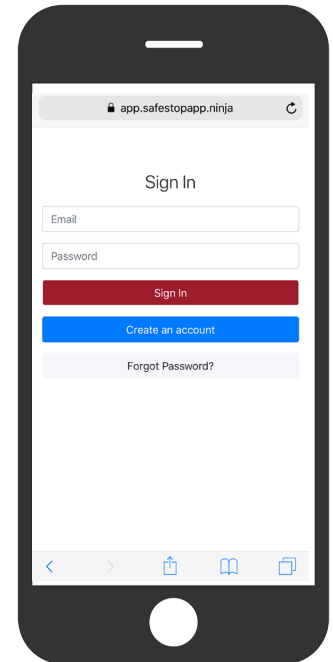 app.safestopapp.ninja
Sign In
Email
Password
Sign In
Create an account
Forgot Password?